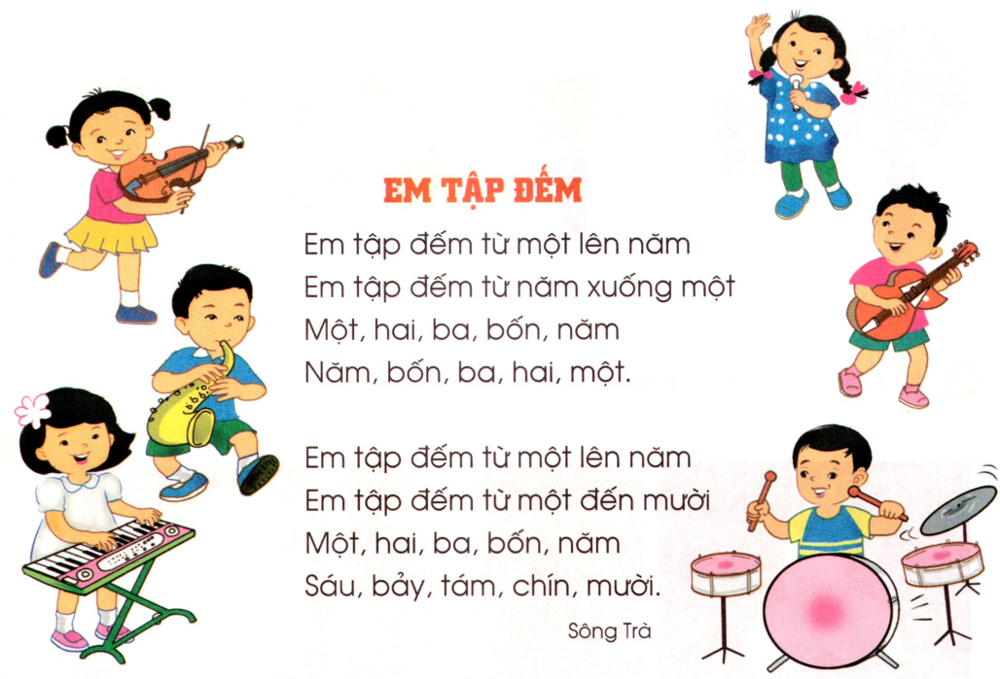 EM TẬP ĐẾM
Em tập đếm từ một lên năm
Em tập đếm từ năm xuống một
Một, hai, ba, bốn, năm
Năm, bốn, ba, hai, một.
Em tập đếm từ một lên năm
Em tập đếm từ một đến mười
Một, hai, ba, bốn, năm
Sáu, bảy, tám, chín, mười.
Sông Trà